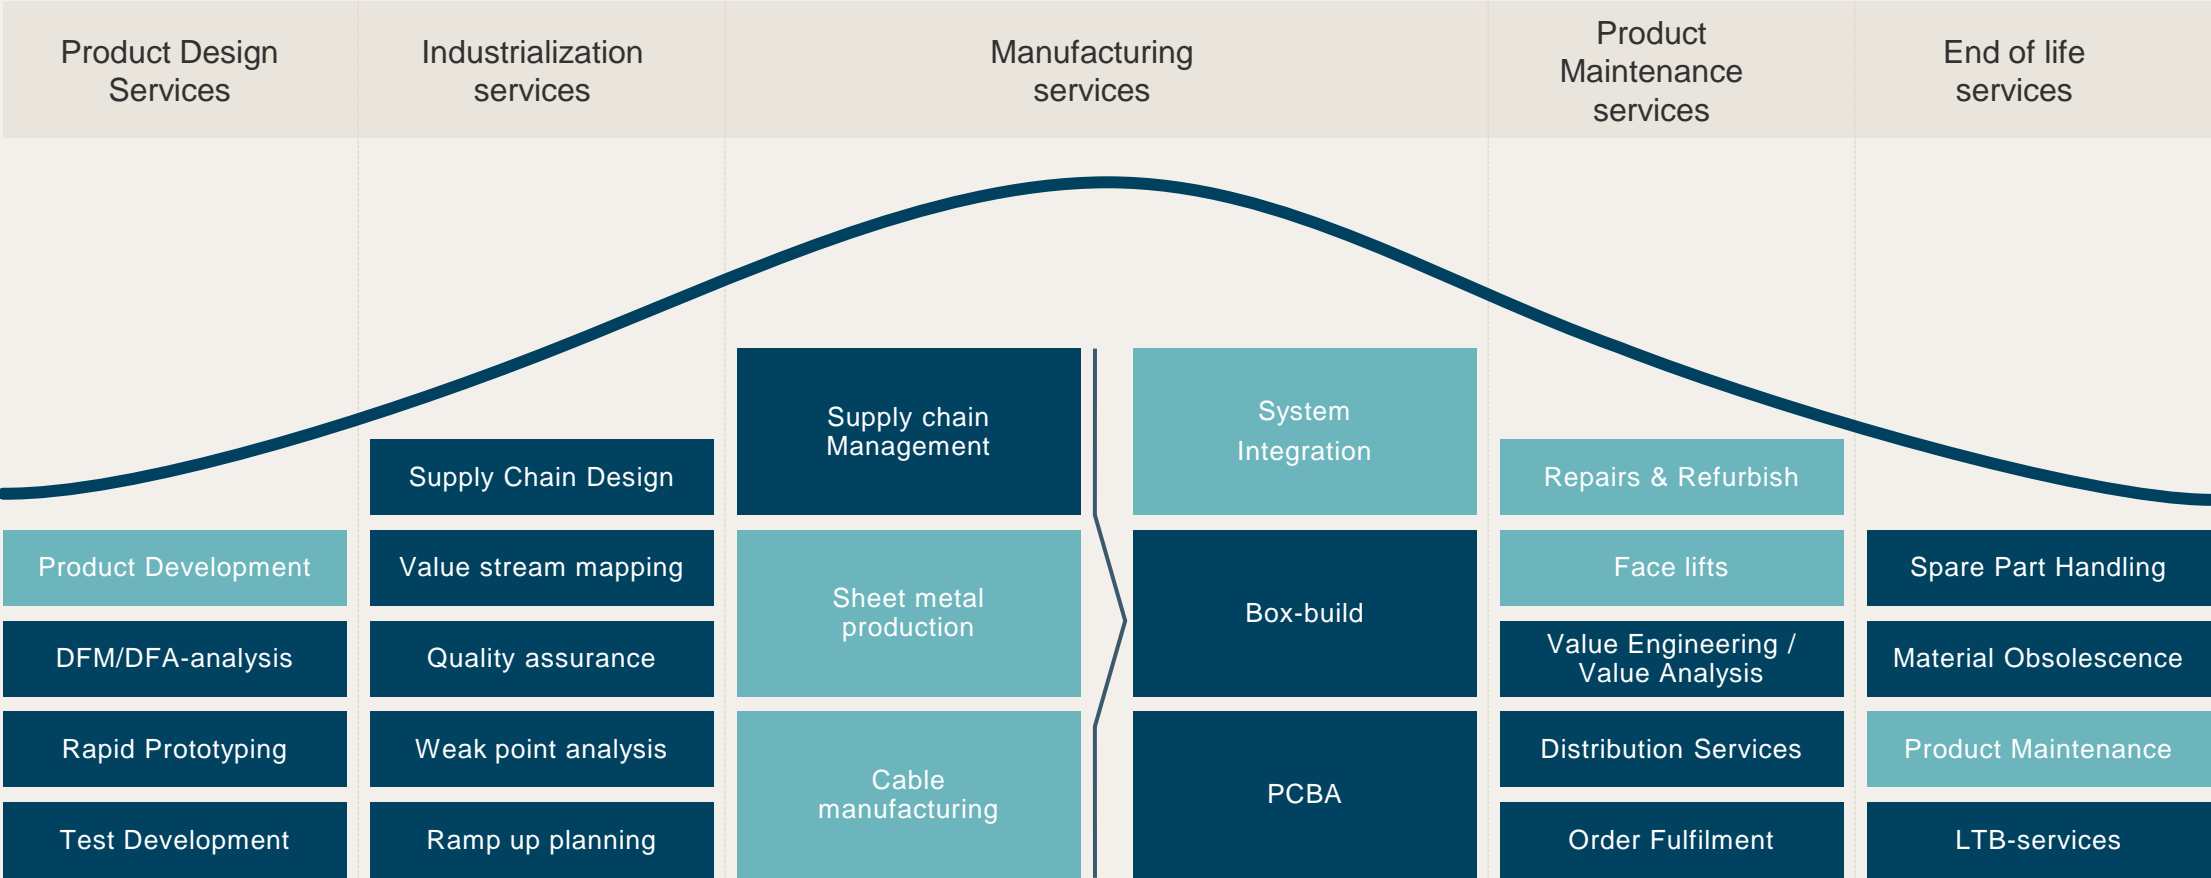 Product Design
Services
Industrialization
services
Manufacturing
services
Product
Maintenance
services
End of life
services
Product Development
DFM/DFA-analysis
Rapid Prototyping
Test Development
Supply Chain Design
Value stream mapping
Quality assurance
Weak point analysis
Ramp up planning
Supply chain
Management
Sheet metal
production
Cable
manufacturing
System
Integration
Box-build
PCBA
Repairs & Refurbish
Face lifts
Value Engineering /
Value Analysis
Distribution Services
Order Fulfilment
Spare Part Handling
Material Obsolescence
Product Maintenance
LTB-services